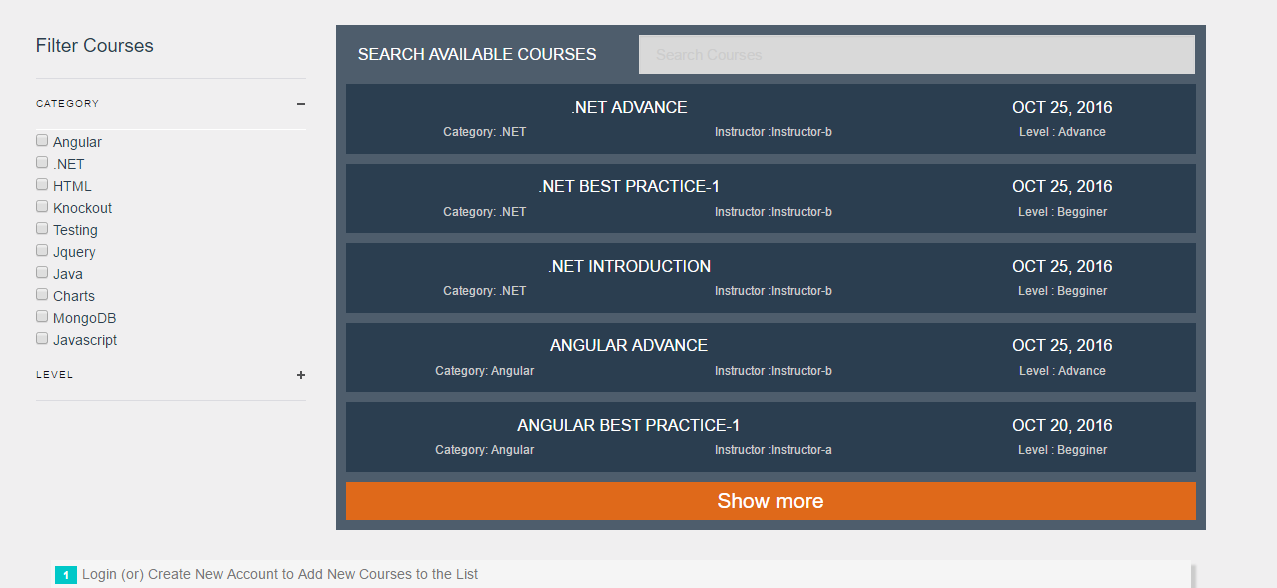 Filter Courses
CATEGORY
Angular
.NET
HTML
Knockout
Testing
Jquery
Java
Charts
MongoDB
Javascript
LEVEL
SEARCH AVAILABLE COURSES
Search Courses
.NET ADVANCE OCT 25, 2016
Category: .NET Instructor :Instructor-b Level : Advance
.NET BEST PRACTICE-1 OCT 25, 2016
Category: .NET Instructor :Instructor-b Level : Begginer
.NET INTRODUCTION OCT 25, 2016
Category: .NET Instructor :Instructor-b Level : Begginer
ANGULAR ADVANCE OCT 25, 2016
Category: Angular Instructor :Instructor-b Level : Advance
ANGULAR BEST PRACTICE-1 OCT 20, 2016
Category: Angular Instructor :Instructor-a Level : Begginer
Show more
1 Login (or) Create New Account to Add New Courses to the List